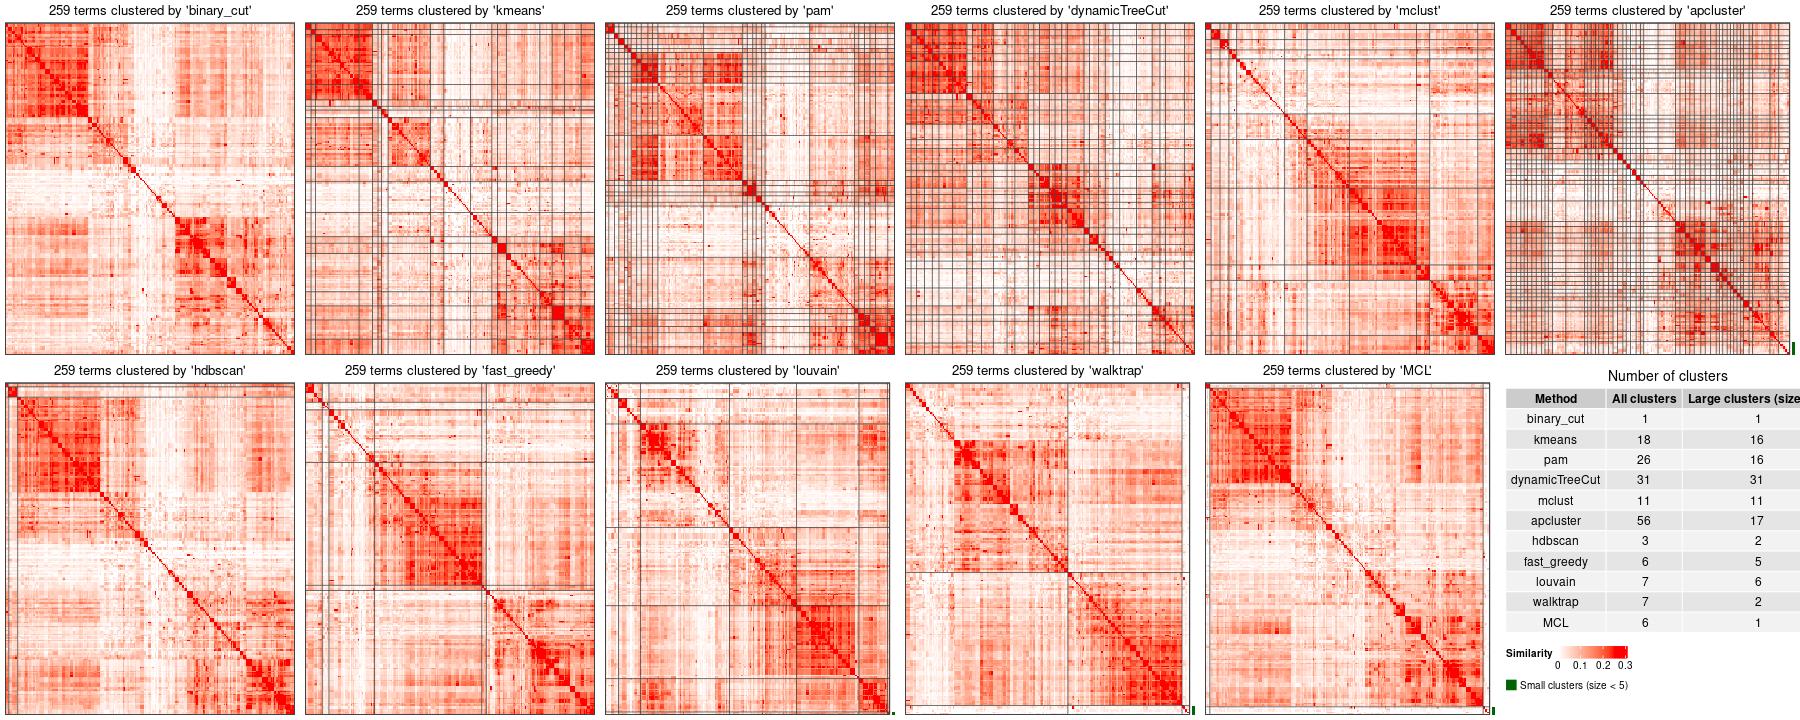 259 terms clustered by 'binary_cut'
259 terms clustered by 'kmeans'
259 terms clustered by 'pam'
259 terms clustered by 'dynamicTreeCut'
259 terms clustered by 'mclust'
259 terms clustered by 'apcluster'
259 terms clustered by 'hdbscan'
259 terms clustered by 'fast_greedy'
259 terms clustered by 'louvain'
259 terms clustered by 'walktrap'
259 terms clustered by 'MCL'
Number of clusters
Method All clusters Large clusters (size
binary_cut 1 1
kmeans 18 16
pam 26 16
dynamicTreeCut 31 31
mclust 11 11
apcluster 56 17
hdbscan 3 2
fast_greedy 6 5
louvain 7 6
walktrap 7 2
MCL 6 1
Similarity
0 0.1 0.2 0.3
Small clusters (size < 5)